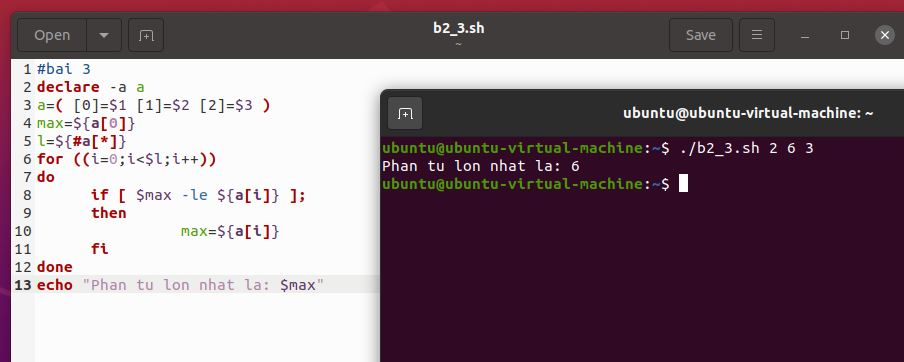 Open
b2_3.sh
~
Save
1 #bai 3
2 declare -a a
3 a=( [0]=$1 [1]=$2 [2]=$3 )
4 max=${a[0]}
5 l=${#a[*]}
6 for ((i=0;i<$l;i++))
7 do
8       if [ $max -le ${a[i]} ];
9       then
10                 max=${a[i]}
11       fi
12 done
13 echo "Phan tu lon nhat la: $max"
ubuntu@ubuntu-virtual-machine: ~
ubuntu@ubuntu-virtual-machine:~$ ./b2_3.sh 2 6 3
Phan tu lon nhat la: 6
ubuntu@ubuntu-virtual-machine:~$